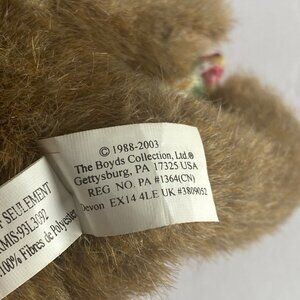 © 1988-2003
The Boyds Collection, Ltd.®
Gettysburg, PA 17325 USA
REG NO. PA #1364(CN)
Devon EX14 4LE UK #3809052
SEULEMENT
100% Fibres de Polyester